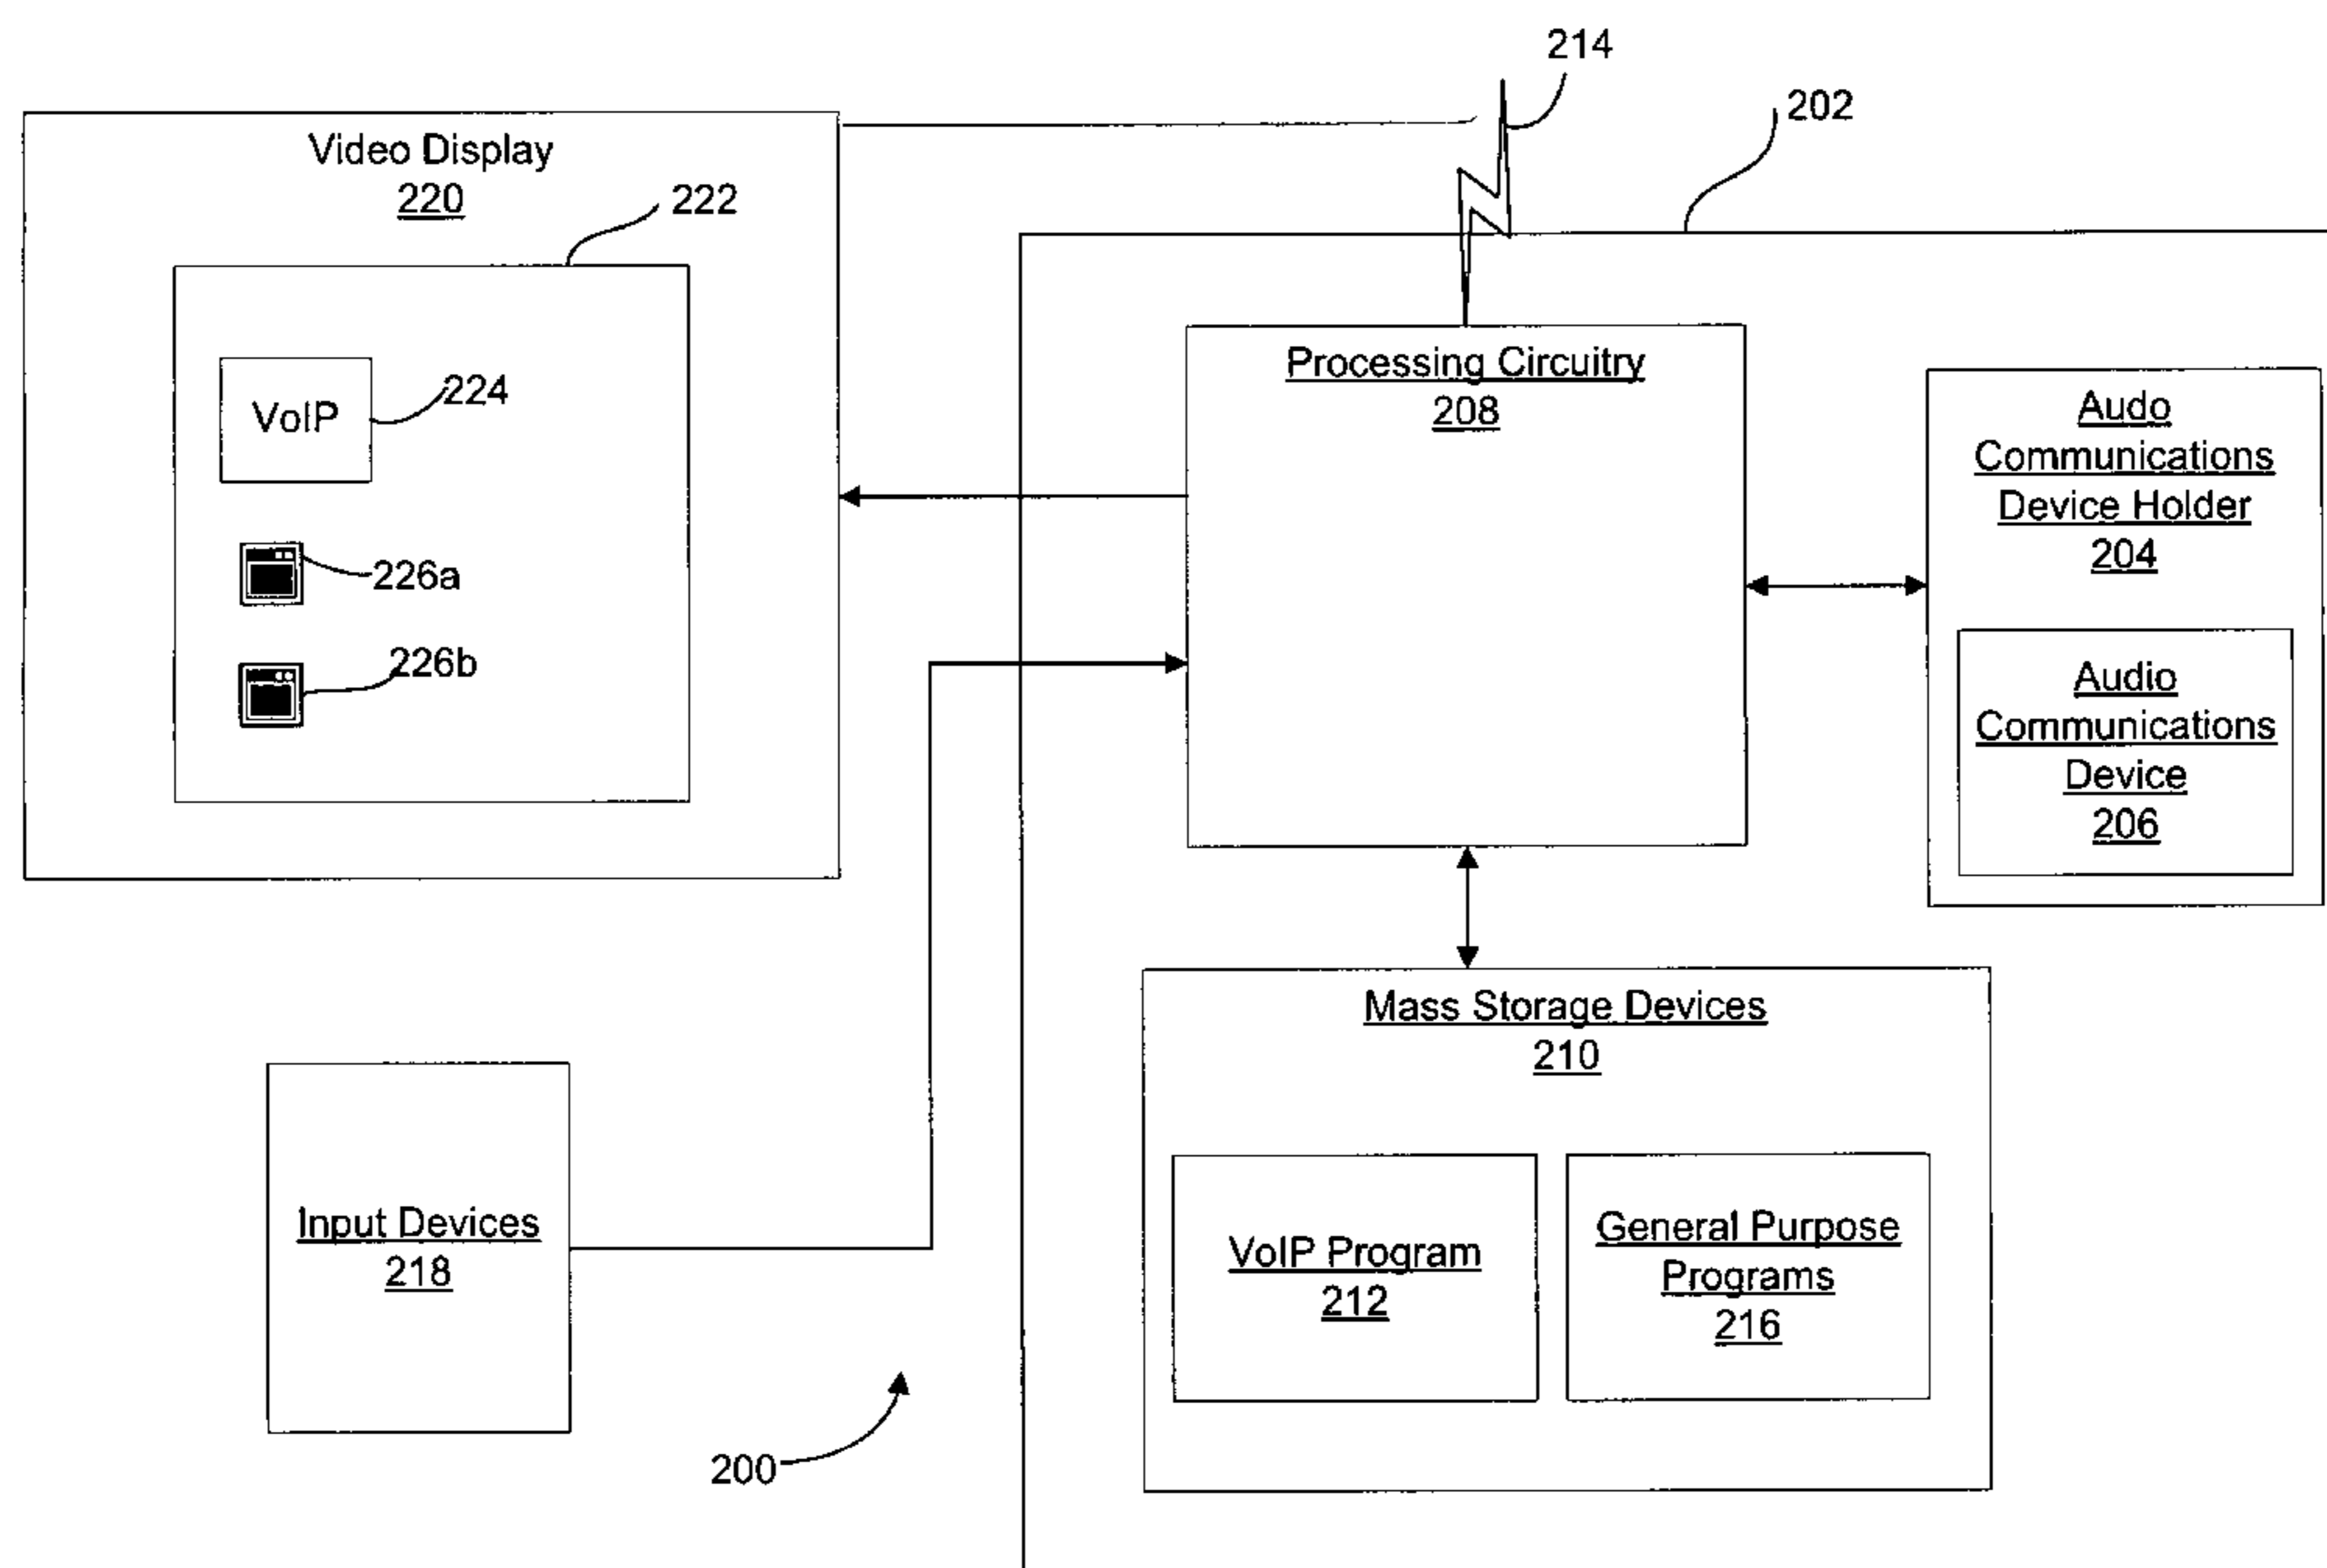 214
202
Video Display
220
222
VoIP
224
226a
226b
Processing Circuitry
208
Audo
Communications
Device Holder
204
Audio
Communications
Device
206
Mass Storage Devices
210
VoIP Program
212
General Purpose
Programs
216
Input Devices
218
200